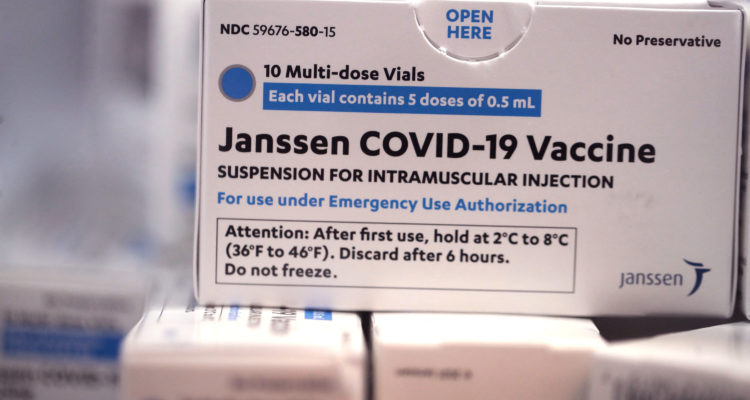 OPEN
HERE
NDC 59676-580-15
No Preservative
10 Multi-dose Vials
Each vial contains 5 doses of 0.5 mL
Janssen COVID-19 Vaccine
SUSPENSION FOR INTRAMUSCULAR INJECTION
For use under Emergency Use Authorization
Attention: After first use, hold at 2°C to 8°C
(36°F to 46°F). Discard after 6 hours.
Do not freeze.
janssen
COVID-19